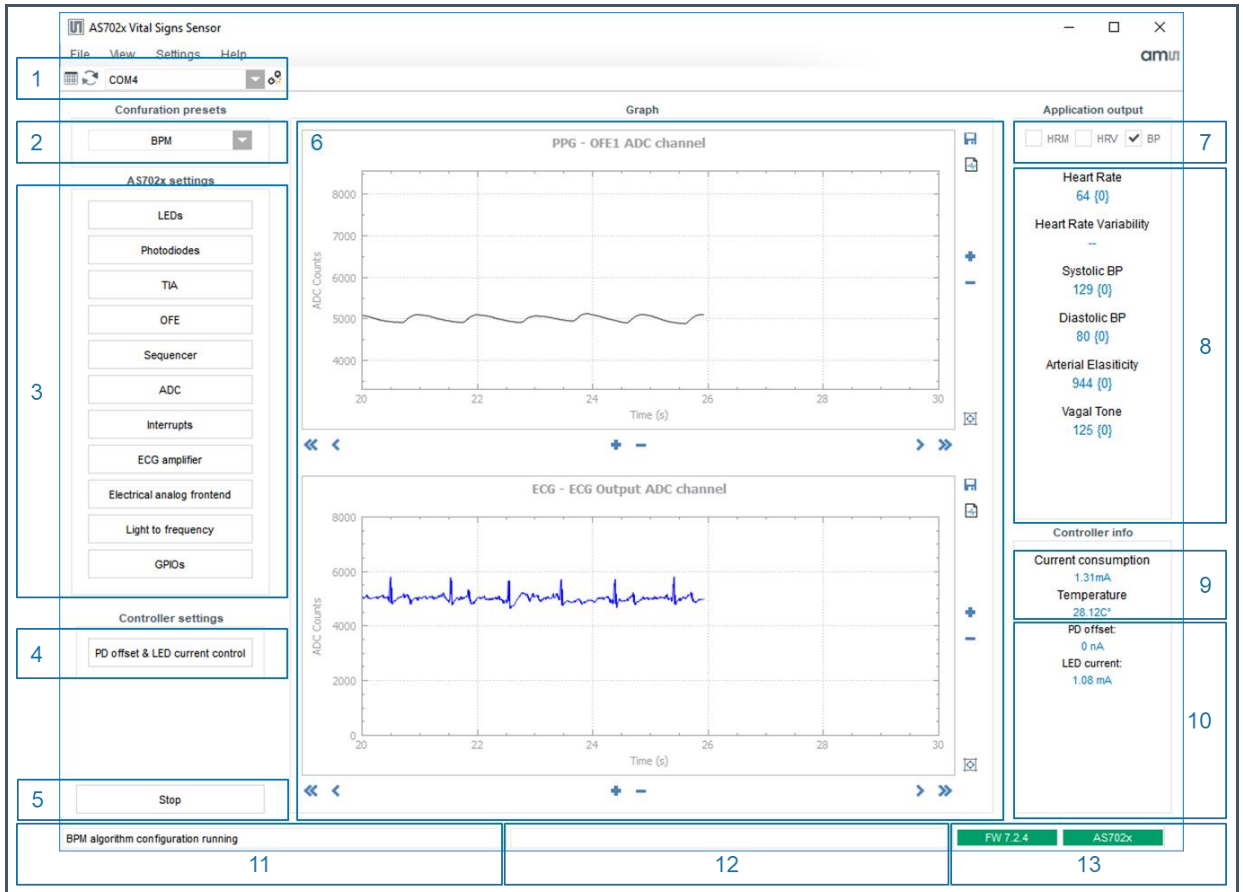 AS702x Vital Signs Sensor
File View Settings Help
amu
1
COM4
Confuration presets
Graph
Application output
2
BPM
6
PPG - OFE1 ADC channel
HRM HRV BP
7
AS702x settings
3
LEDs
Photodiodes
TIA
OFE
Sequencer
ADC
Interrupts
ECG amplifier
Electrical analog frontend
Light to frequency
GPIOs
8000
7000
6000
5000
4000
ADC Counts
20 22 24 26 28 30
Time (s)
Heart Rate
64 {0}
Heart Rate Variability
--
Systolic BP
129 {0}
Diastolic BP
80 {0}
Arterial Elasiticity
944 {0}
Vagal Tone
125 {0}
8
ECG - ECG Output ADC channel
8000
6000
4000
2000
0
ADC Counts
20 22 24 26 28 30
Time (s)
Controller info
Current consumption
1.31mA
Temperature
28.12C°
9
Controller settings
4
PD offset & LED current control
PD offset:
0 nA
LED current:
1.08 mA
10
5
Stop
BPM algorithm configuration running
FW 7.2.4
AS702x
11
12
13